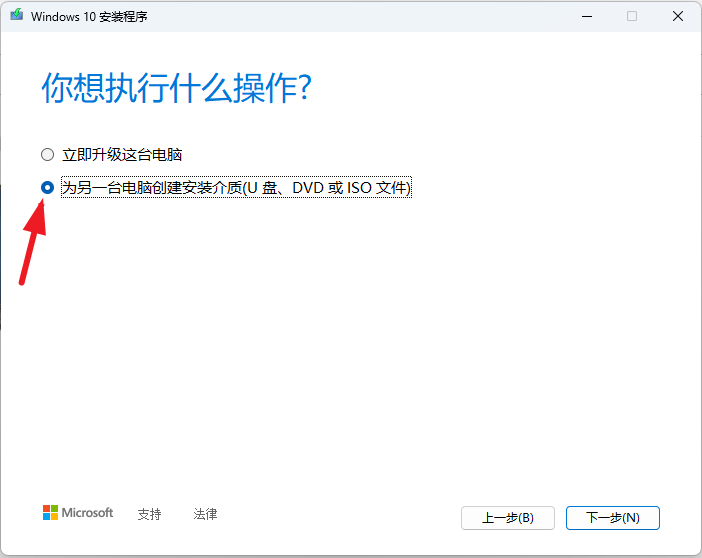 Windows 10 安装程序
你想执行什么操作?
立即升级这台电脑
为另一台电脑创建安装介质(U 盘、DVD 或 ISO 文件)
Microsoft 支持 法律 上一步(B) 下一步(N)